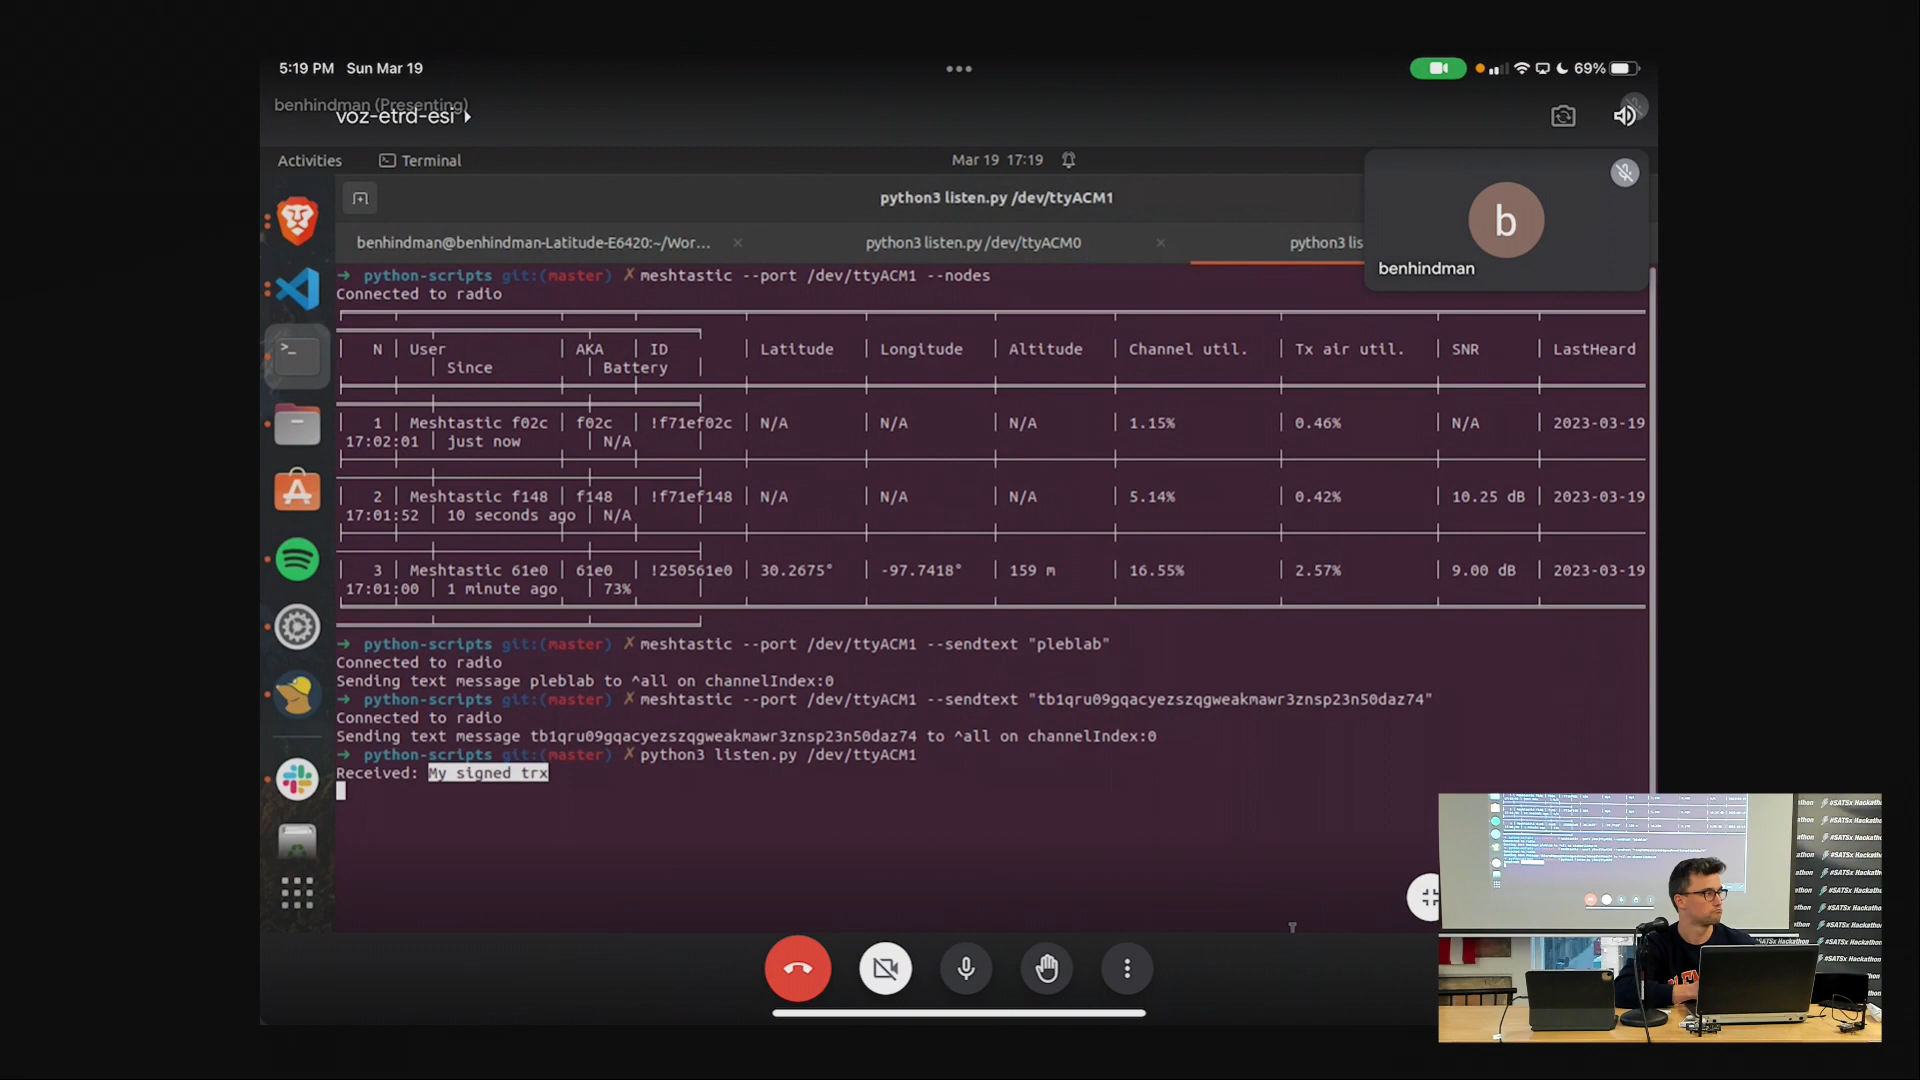 5:19 PM Sun Mar 19
69%
benhindman (Presenting)
voz-etrd-esi
Activities
Terminal
Mar 19 17:19
python3 listen.py /dev/ttyACM1
b
benhindman
benhindman@benhindman-Latitude-E6420:~/Wor...
python3 listen.py /dev/ttyACM0
python3 lis
→ python-scripts git:(master) ✗ meshtastic --port /dev/ttyACM1 --nodes
Connected to radio
N | User | AKA | ID | Latitude | Longitude | Altitude | Channel util. | Tx air util. | SNR | LastHeard
| Since | Battery |
1 | Meshtastic f02c | f02c | !f71ef02c | N/A | N/A | N/A | 1.15% | 0.46% | N/A | 2023-03-19
17:02:01 | just now | N/A |
2 | Meshtastic f148 | f148 | !f71ef148 | N/A | N/A | N/A | 5.14% | 0.42% | 10.25 dB | 2023-03-19
17:01:52 | 10 seconds ago | N/A |
3 | Meshtastic 61e0 | 61e0 | !250561e0 | 30.2675° | -97.7418° | 159 m | 16.55% | 2.57% | 9.00 dB | 2023-03-19
17:01:00 | 1 minute ago | 73% |
→ python-scripts git:(master) ✗ meshtastic --port /dev/ttyACM1 --sendtext "pleblab"
Connected to radio
Sending text message pleblab to ^all on channelIndex:0
→ python-scripts git:(master) ✗ meshtastic --port /dev/ttyACM1 --sendtext "tb1qru09gqacyezszqgweakmawr3znsp23n50daz74"
Connected to radio
Sending text message tb1qru09gqacyezszqgweakmawr3znsp23n50daz74 to ^all on channelIndex:0
→ python-scripts git:(master) ✗ python3 listen.py /dev/ttyACM1
Received: My signed trx
#SATSx Hackathon